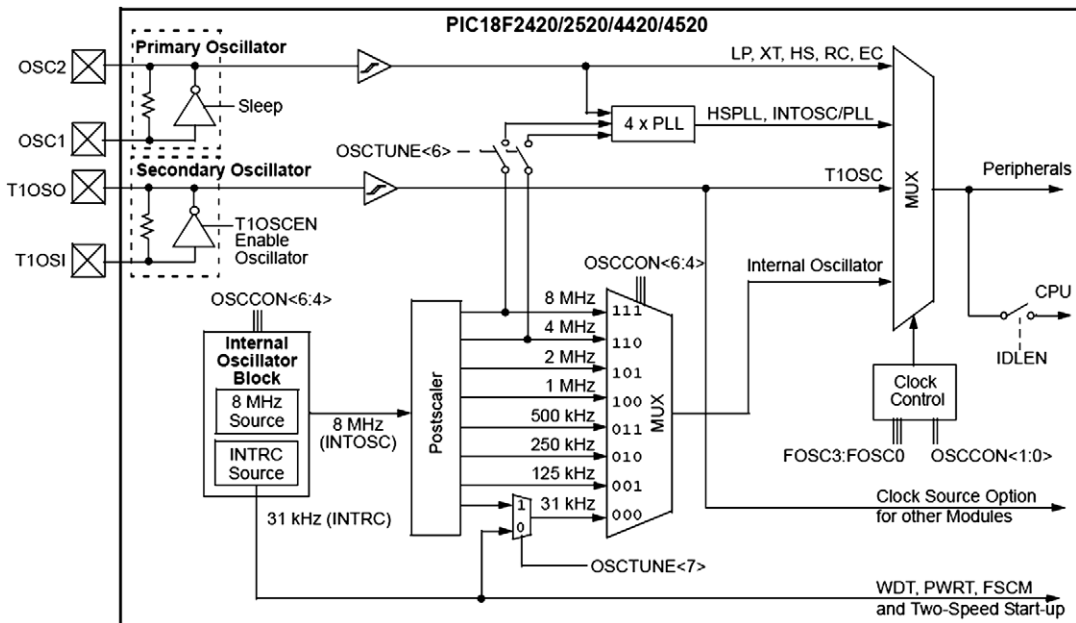 PIC18F2420/2520/4420/4520
Primary Oscillator
OSC2
Sleep
OSC1
LP, XT, HS, RC, EC
4 x PLL
HSPLL, INTOSC/PLL
OSCTUNE<6>
Secondary Oscillator
T1OSO
T1OSCEN
Enable
Oscillator
T1OSI
T1OSC
MUX
Peripherals
Internal Oscillator
CPU
IDLEN
Clock
Control
FOSC3:FOSC0
OSCCON<1:0>
OSCCON<6:4>
OSCCON<6:4>
Internal
Oscillator
Block
8 MHz
Source
INTRC
Source
8 MHz
(INTOSC)
31 kHz (INTRC)
Postscaler
8 MHz
111
4 MHz
110
2 MHz
101
1 MHz
100
500 kHz
011
250 kHz
010
125 kHz
001
31 kHz
000
MUX
1
0
OSCTUNE<7>
Clock Source Option
for other Modules
WDT, PWRT, FSCM
and Two-Speed Start-up